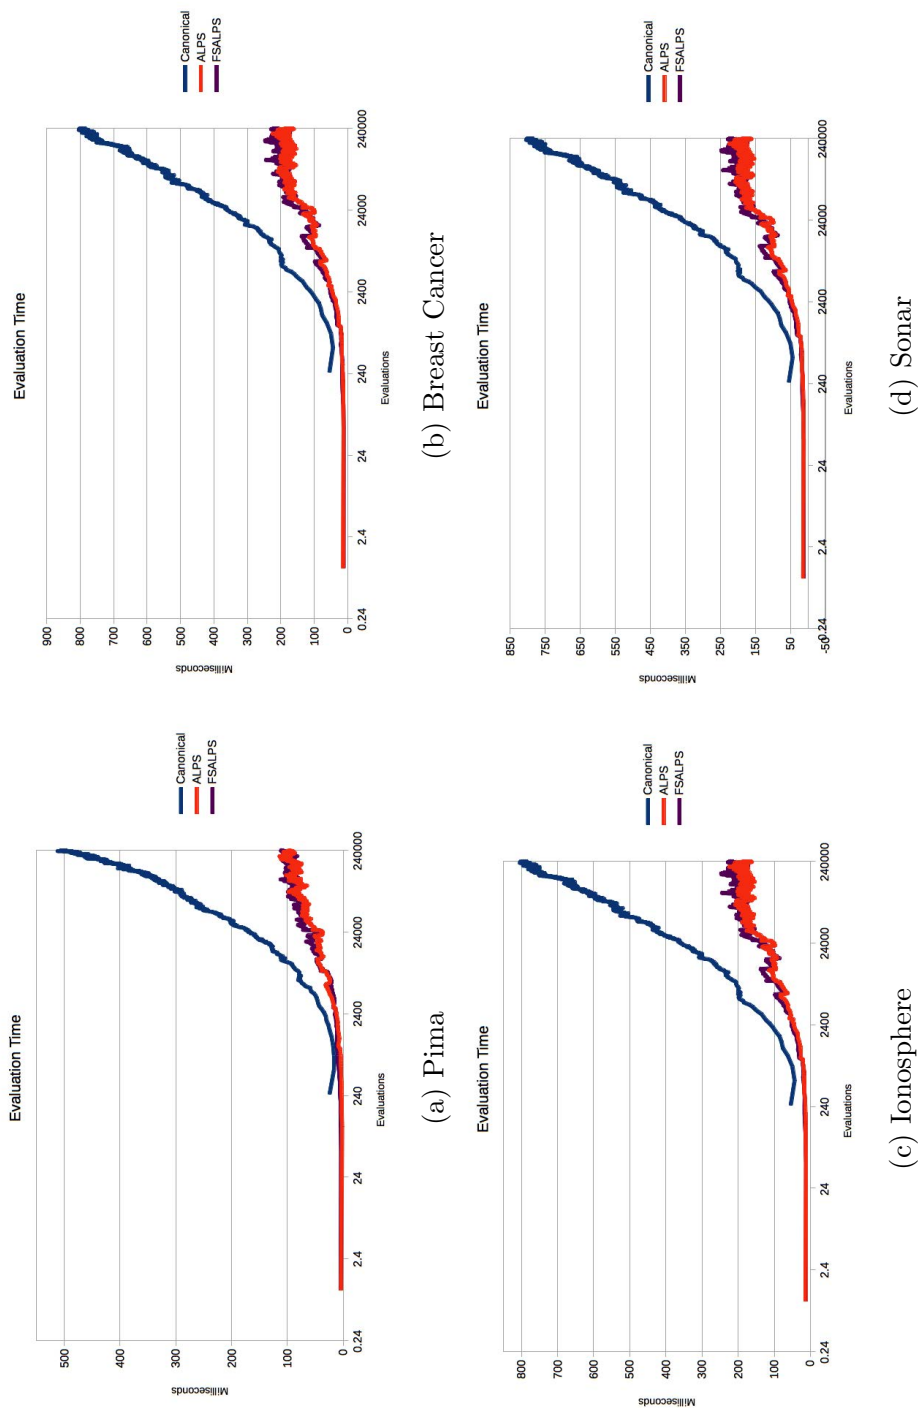 Evaluation Time
Milliseconds
500
400
300
200
100
0
0.24
2.4
24
240
2400
24000
240000
Evaluations
Canonical
ALPS
FSALPS
(a) Pima
Evaluation Time
Milliseconds
900
800
700
600
500
400
300
200
100
0
0.24
2.4
24
240
2400
24000
240000
Evaluations
Canonical
ALPS
FSALPS
(b) Breast Cancer
Evaluation Time
Milliseconds
800
700
600
500
400
300
200
100
0
0.24
2.4
24
240
2400
24000
240000
Evaluations
Canonical
ALPS
FSALPS
(c) Ionosphere
Evaluation Time
Milliseconds
850
750
650
550
450
350
250
150
50
-50
0.24
2.4
24
240
2400
24000
240000
Evaluations
Canonical
ALPS
FSALPS
(d) Sonar